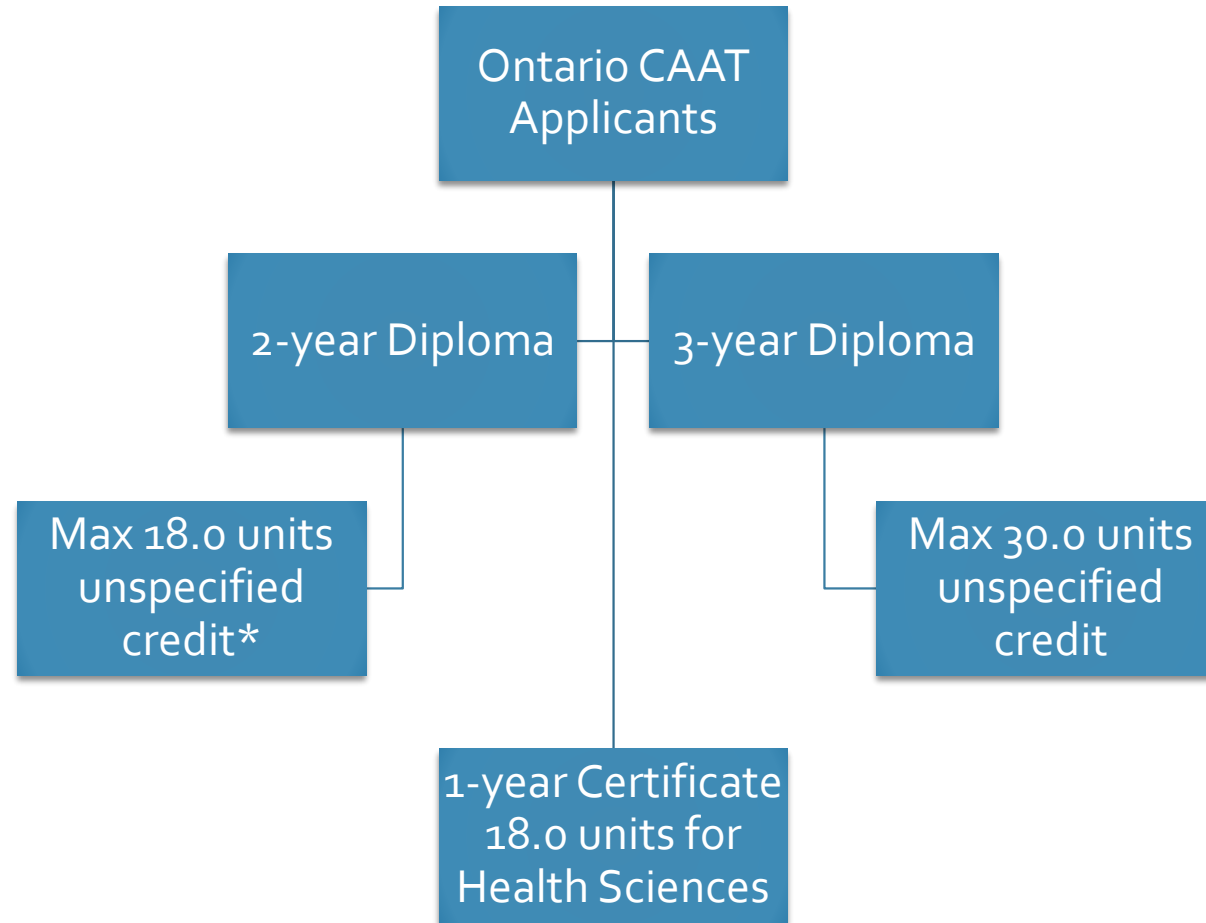 Ontario CAAT
Applicants
2-year Diploma
3-year Diploma
Max 18.0 units
unspecified
credit*
Max 30.0 units
unspecified
credit
1-year Certificate
18.0 units for
Health Sciences